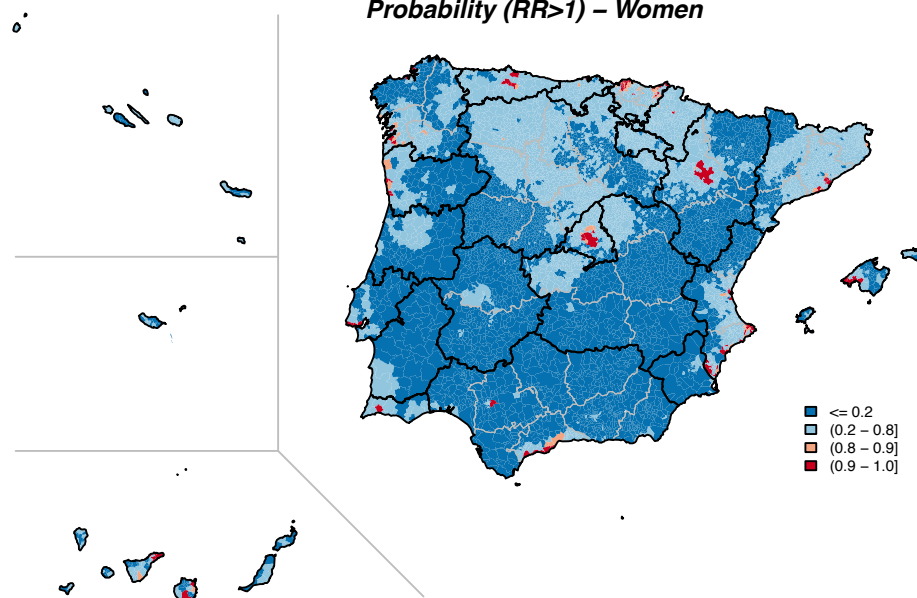 Probability (RR>1) – Women
<= 0.2
(0.2 – 0.8]
(0.8 – 0.9]
(0.9 – 1.0]